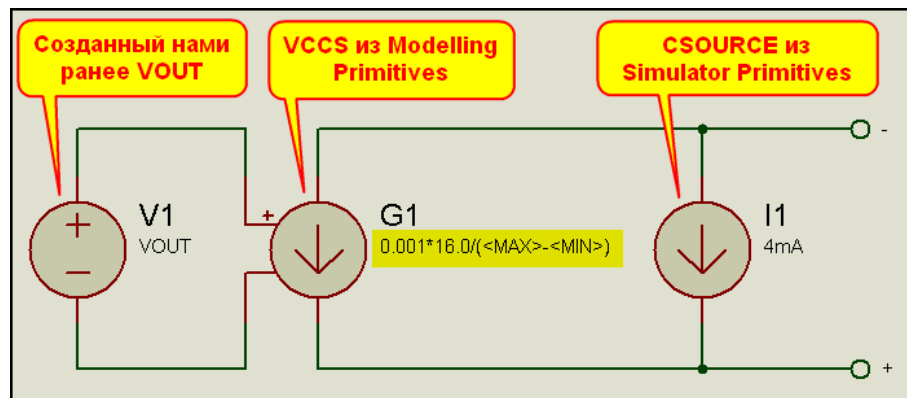 Созданный нами
ранее VOUT
VCCS из Modelling
Primitives
CSOURCE из
Simulator Primitives
-
V1
VOUT
+
-
+
G1
0.001*16.0/(<MAX>-<MIN>)
I1
4mA
+